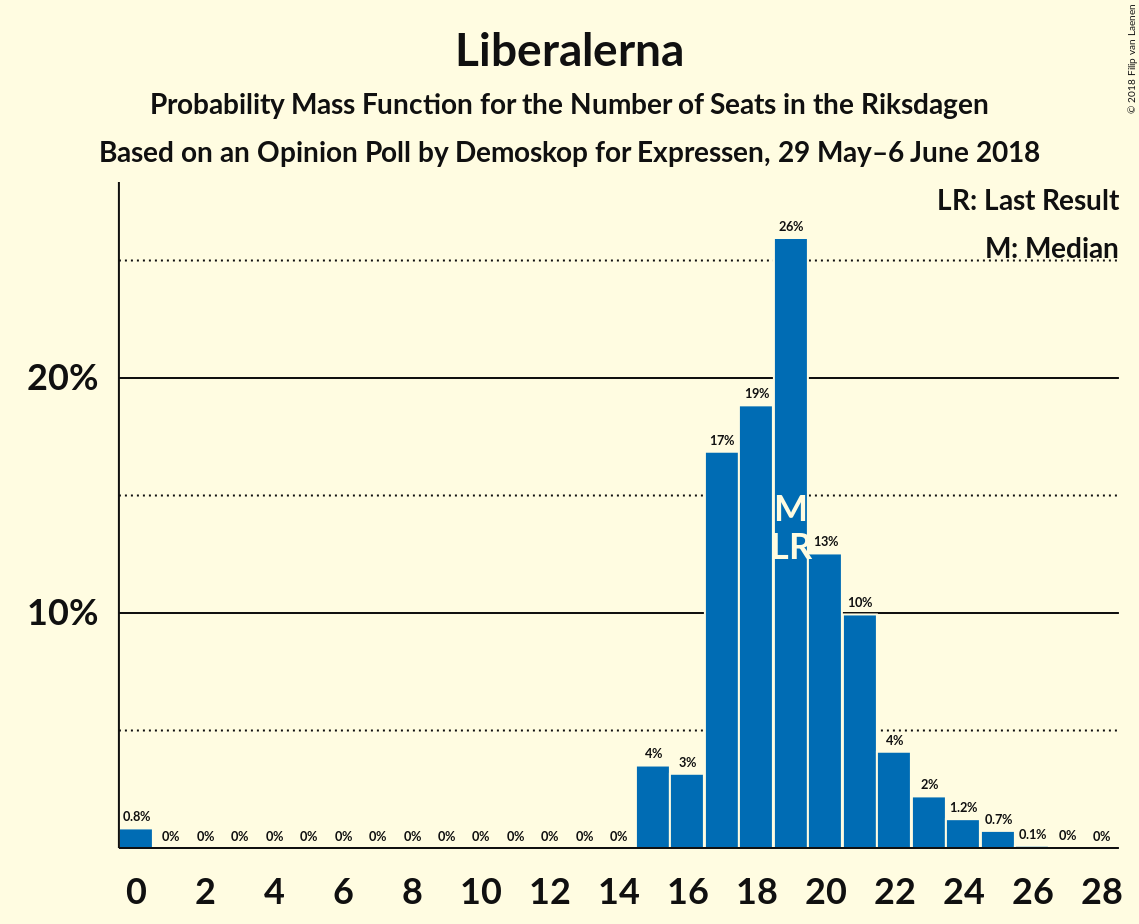 Liberalerna
Probability Mass Function for the Number of Seats in the Riksdagen
Based on an Opinion Poll by Demoskop for Expressen, 29 May–6 June 2018
© 2018 Filip van Laenen
LR: Last Result
M: Median
20%
10%
0.8% 0% 0% 0% 0% 0% 0% 0% 0% 0% 0% 0% 0% 0% 0% 4% 3% 17% 19% 26% 13% 10% 4% 2% 1.2% 0.7% 0.1% 0% 0%
M
LR
0 2 4 6 8 10 12 14 16 18 20 22 24 26 28